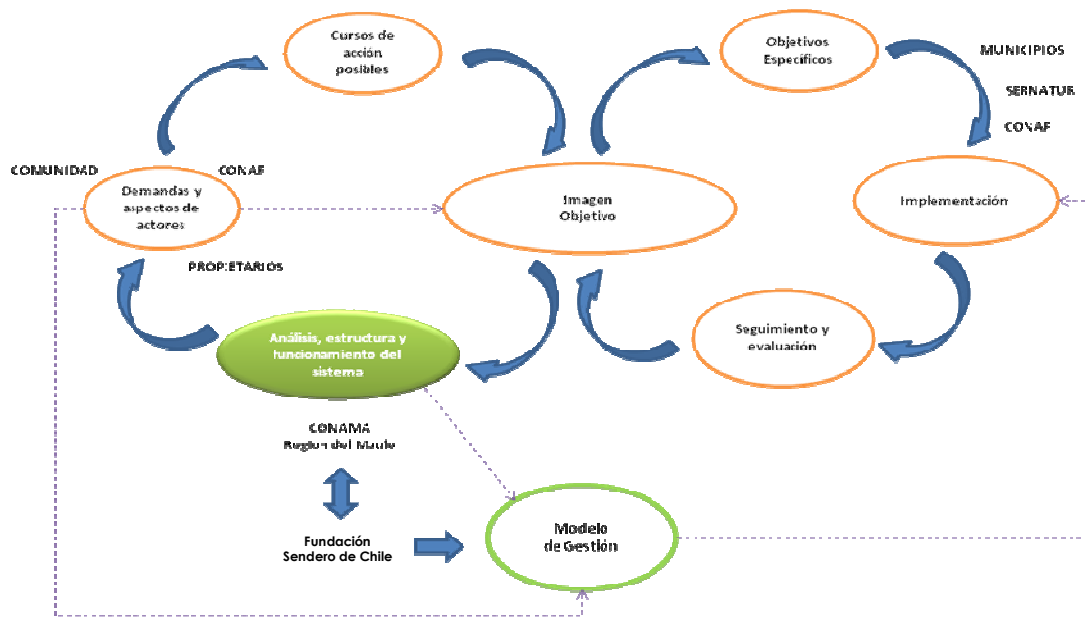 Cursos de
acción
posibles
Objetivos
Específicos
MUNICIPIOS
SERNATUR
CONAF
COMUNIDAD
CONAF
Demandas y
aspectos de
actores
Imagen
Objetivo
Implementación
PROPIETARIOS
Análisis, estructura y
funcionamiento del
sistema
Seguimiento y
evaluación
CONAMA
Region del Maule
Fundación
Sendero de Chile
Modelo
de Gestión